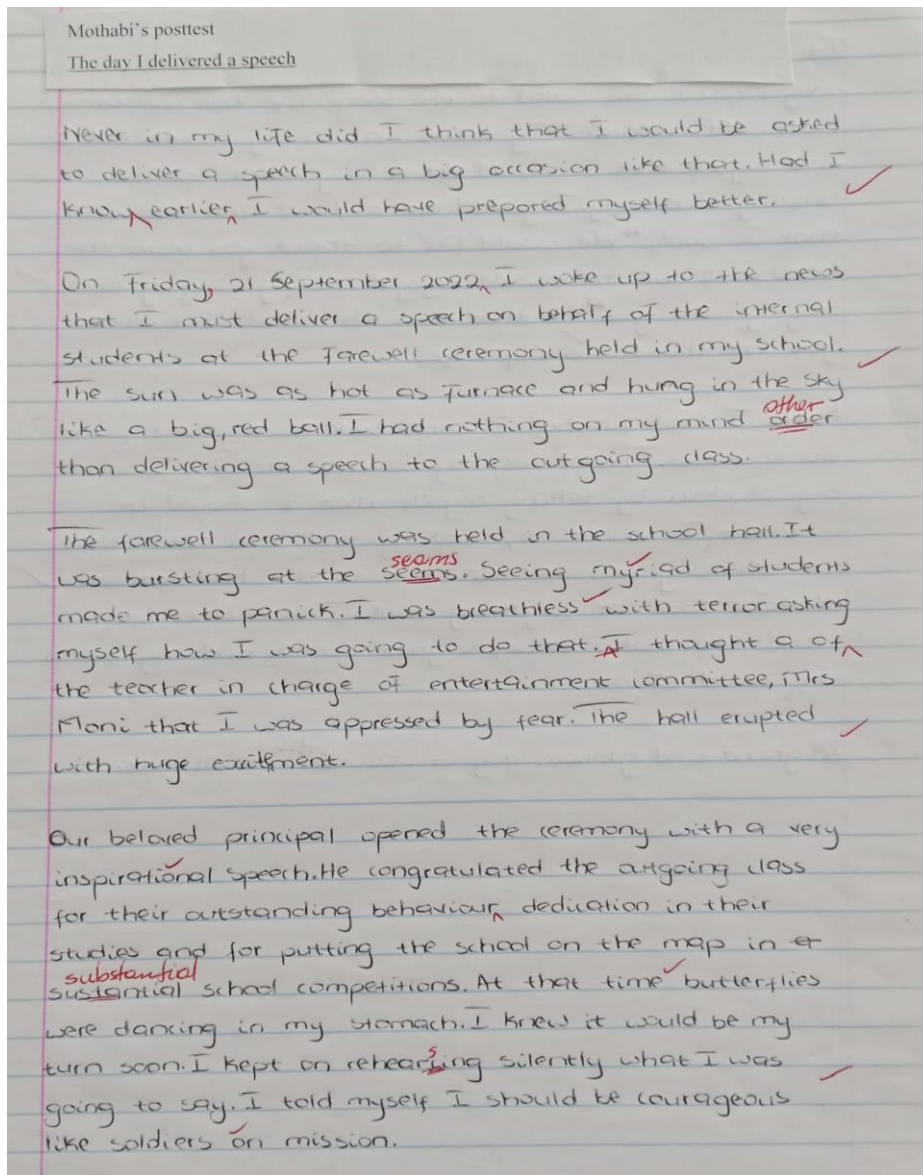 Mothabi's posttest
The day I delivered a speech
Never in my life did I think that I would be asked
to deliver a speech in a big occasion like that. Had I
know earlier I would have prepared myself better.
On Friday, 21 September 2022 I woke up to the news
that I must deliver a speech on behalf of the internal
students at the farewell ceremony held in my school.
The sun was as hot as furnace and hung in the sky
other
like a big, red ball. I had nothing on my mind order
than delivering a speech to the outgoing class.
The farewell ceremony was held in the school hall. It
seams
was bursting at the seems. Seeing myriad of students
made me to panick. I was breathless with terror asking
myself how I was going to do that. I thought a of
the teacher in charge of entertainment committee, Mrs
Moni that I was appressed by fear. The hall erupted
with huge excitement.
Our beloved principal opened the ceremony with a very
inspirational speech. He congratulated the outgoing class
for their outstanding behaviour dedication in their
studies and for putting the school on the map in
substantial
sustantial school competitions. At that time butterflies
were dancing in my stomach. I knew it would be my
s
turn soon. I kept on rehearing silently what I was
going to say. I told myself I should be courageous
like soldiers on mission.